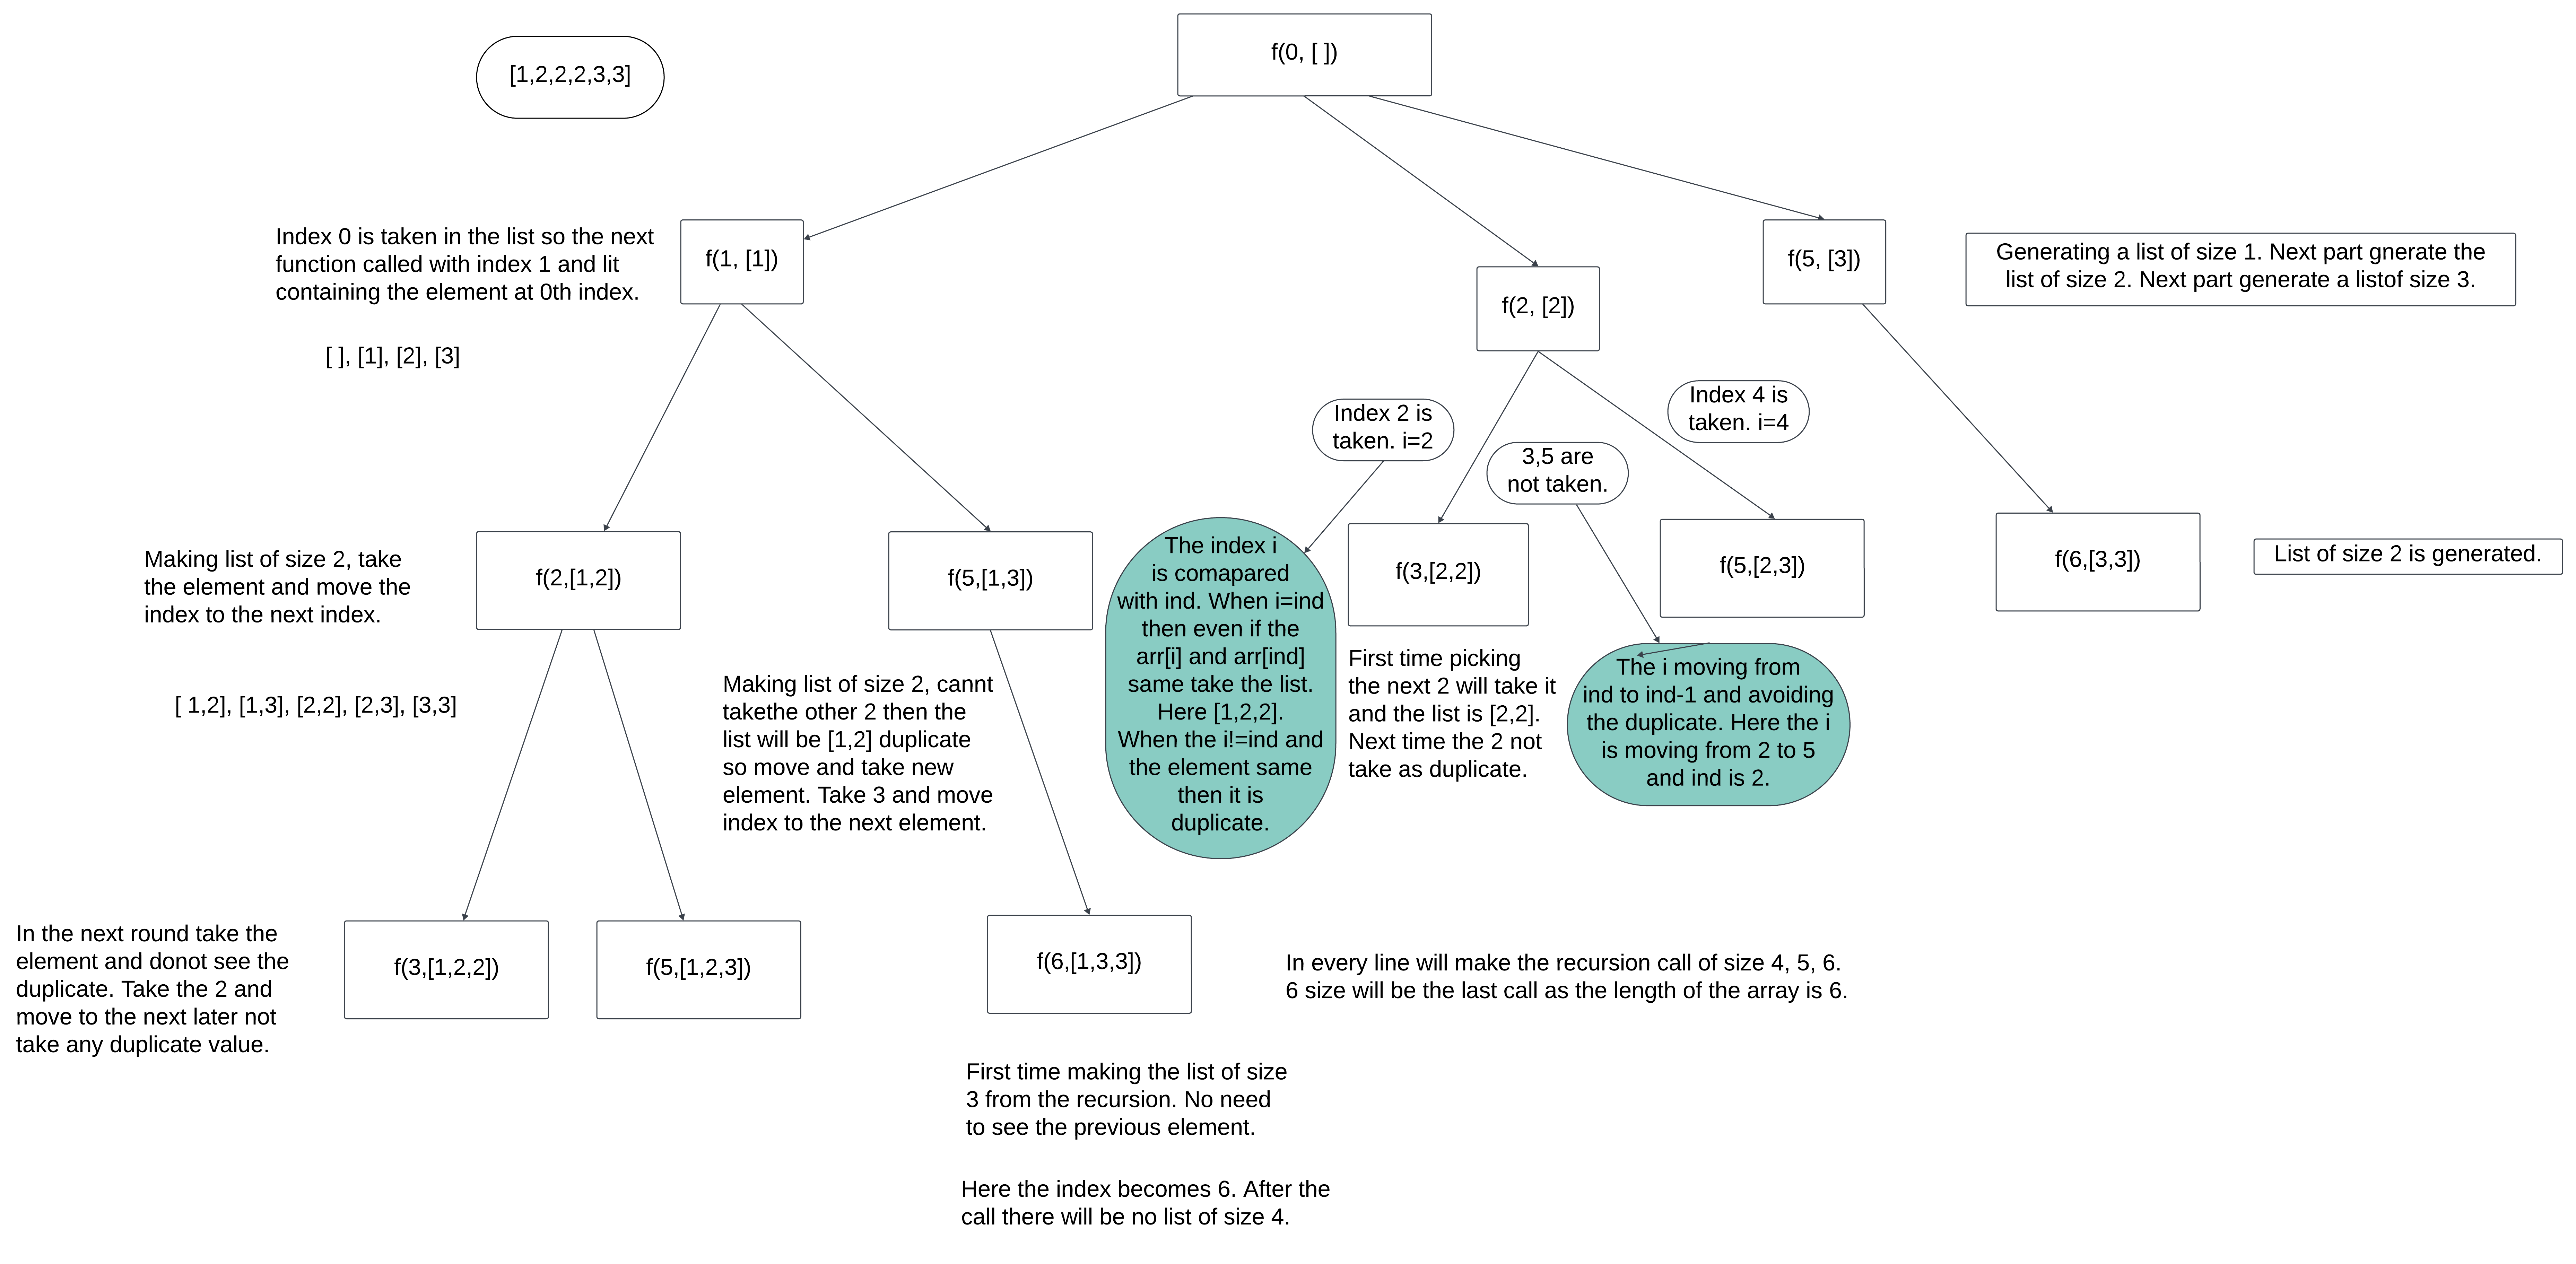 [1,2,2,2,3,3]
f(0, [ ])
Index 0 is taken in the list so the next
function called with index 1 and lit
containing the element at 0th index.
f(1, [1])
f(2, [2])
f(5, [3])
Generating a list of size 1. Next part gnerate the
list of size 2. Next part generate a listof size 3.
[ ], [1], [2], [3]
Index 2 is
taken. i=2
Index 4 is
taken. i=4
3,5 are
not taken.
Making list of size 2, take
the element and move the
index to the next index.
f(2,[1,2])
f(5,[1,3])
The index i
is comapared
with ind. When i=ind
then even if the
arr[i] and arr[ind]
same take the list.
Here [1,2,2].
When the i!=ind and
the element same
then it is
duplicate.
f(3,[2,2])
f(5,[2,3])
f(6,[3,3])
List of size 2 is generated.
[ 1,2], [1,3], [2,2], [2,3], [3,3]
Making list of size 2, cannt
takethe other 2 then the
list will be [1,2] duplicate
so move and take new
element. Take 3 and move
index to the next element.
First time picking
the next 2 will take it
and the list is [2,2].
Next time the 2 not
take as duplicate.
The i moving from
ind to ind-1 and avoiding
the duplicate. Here the i
is moving from 2 to 5
and ind is 2.
In the next round take the
element and donot see the
duplicate. Take the 2 and
move to the next later not
take any duplicate value.
f(3,[1,2,2])
f(5,[1,2,3])
f(6,[1,3,3])
In every line will make the recursion call of size 4, 5, 6.
6 size will be the last call as the length of the array is 6.
First time making the list of size
3 from the recursion. No need
to see the previous element.
Here the index becomes 6. After the
call there will be no list of size 4.